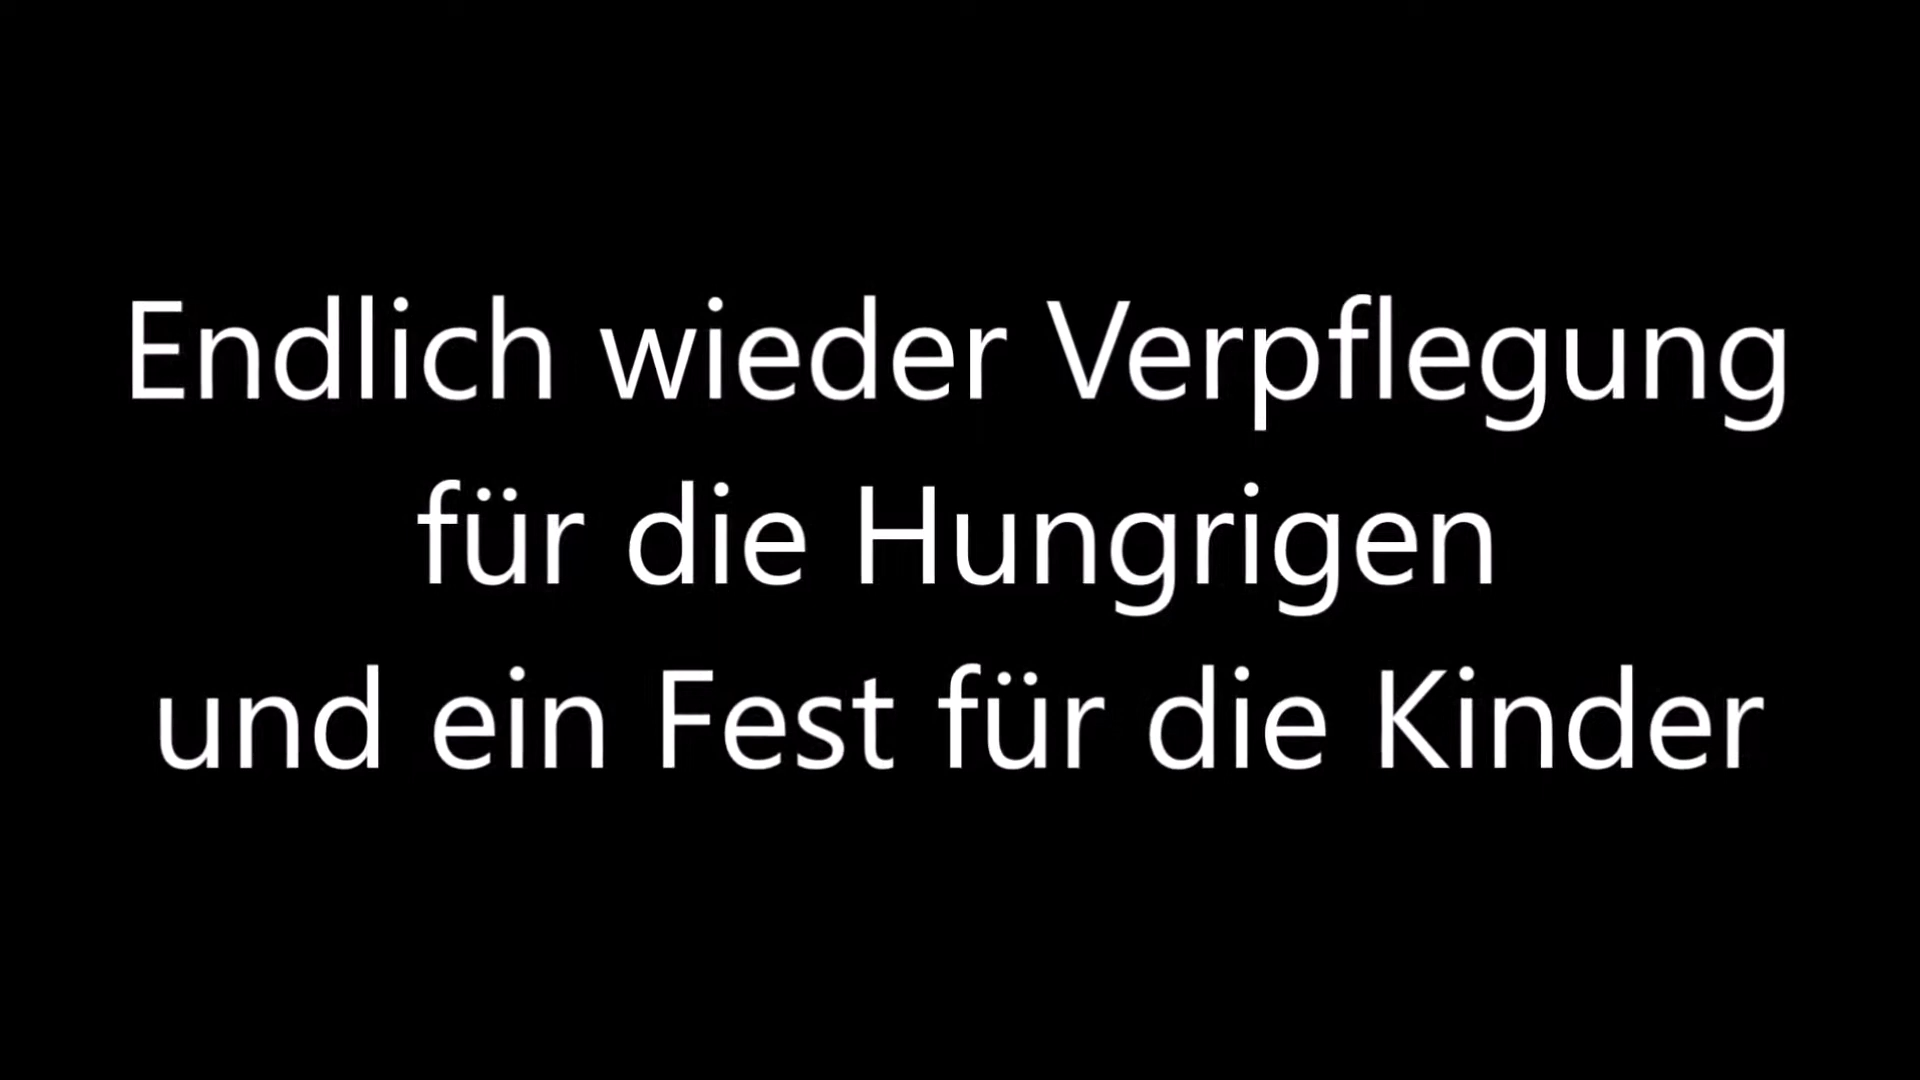 Endlich wieder Verpflegung
für die Hungrigen
und ein Fest für die Kinder